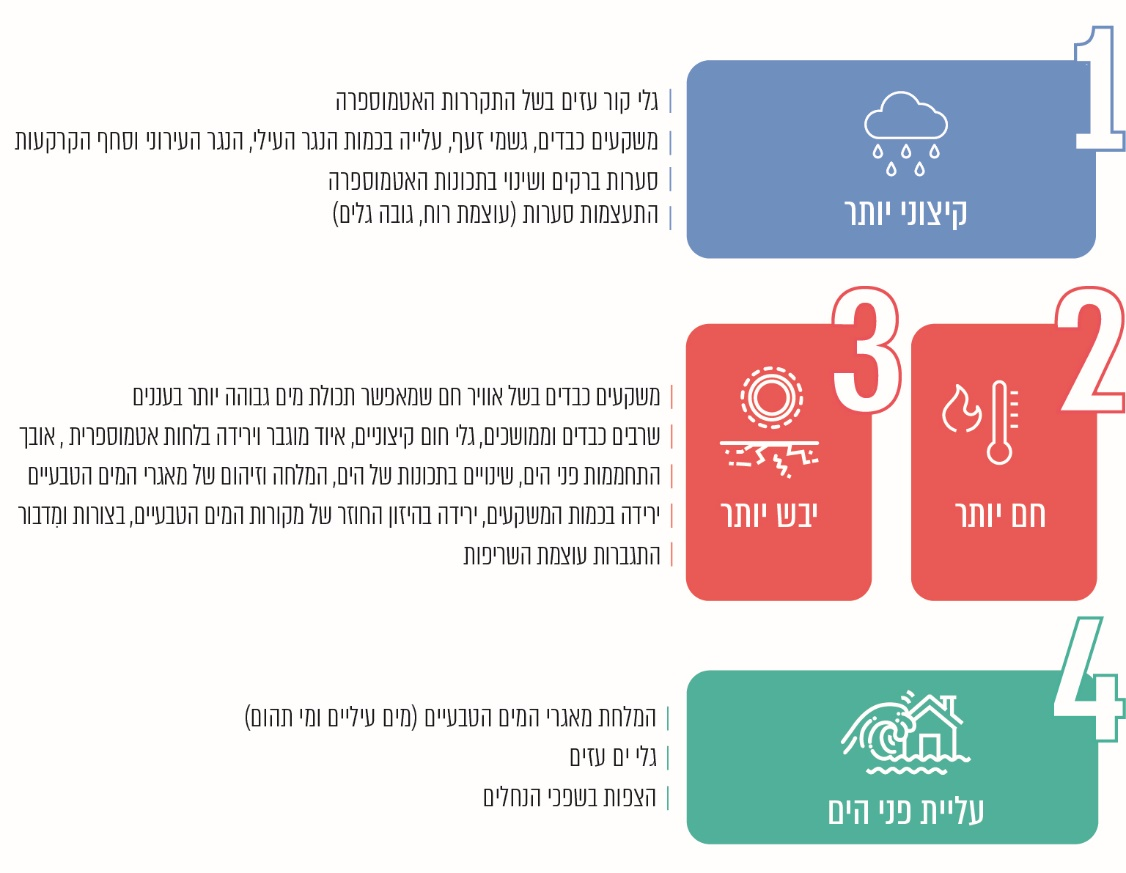 1
קיצוני יותר
גלי קור עזים בשל התקררות האטמוספרה
משקעים כבדים, גשמי זעף, עלייה בכמות הנגר העילי, הנגר העירוני וסחף הקרקעות
סערות ברקים ושינוי בתכונות האטמוספרה
התעצמות סערות (עוצמת רוח, גובה גלים)
2
חם יותר
3
יבש יותר
משקעים כבדים בשל אוויר חם שמאפשר תכולת מים גבוהה יותר בעננים
שרבים כבדים וממושכים, גלי חום קיצוניים, איוד מוגבר וירידה בלחות אטמוספרית , אובך
התחממות פני הים, שינויים בתכונות של הים, המלחה וזיהום של מאגרי המים הטבעיים
ירידה בכמות המשקעים, ירידה בהיזון החוזר של מקורות המים הטבעיים, בצורות ומִדבור
התגברות עוצמת השריפות
4
עליית פני הים
המלחת מאגרי המים הטבעיים (מים עיליים ומי תהום)
גלי ים עזים
הצפות בשפכי הנחלים